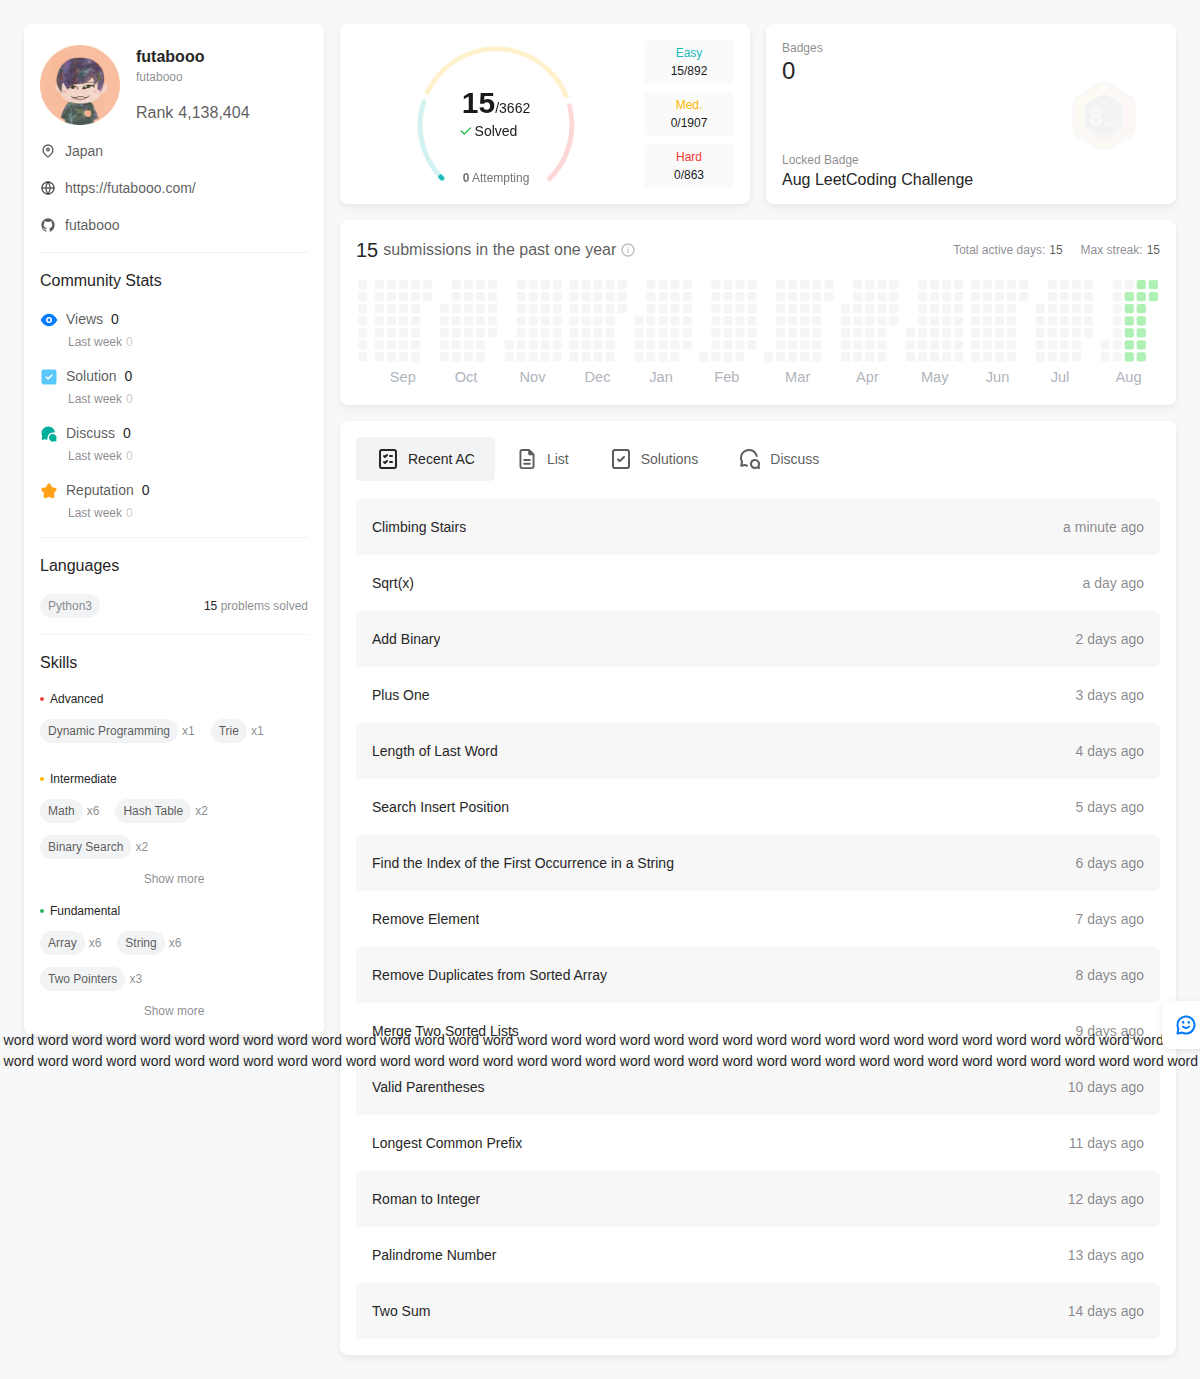 futabooo
futabooo
Rank 4,138,404
Japan
https://futabooo.com/
futabooo
Community Stats
Views 0
Last week 0
Solution 0
Last week 0
Discuss 0
Last week 0
Reputation 0
Last week 0
Languages
Python3 15 problems solved
Skills
Advanced
Dynamic Programming x1 Trie x1
Intermediate
Math x6 Hash Table x2
Binary Search x2
Show more
Fundamental
Array x6 String x6
Two Pointers x3
Show more
15/3662
Solved
0 Attempting
Easy
15/892
Med.
0/1907
Hard
0/863
Badges
0
Locked Badge
Aug LeetCoding Challenge
15 submissions in the past one year
Total active days: 15 Max streak: 15
Sep Oct Nov Dec Jan Feb Mar Apr May Jun Jul Aug
Recent AC List Solutions Discuss
Climbing Stairs a minute ago
Sqrt(x) a day ago
Add Binary 2 days ago
Plus One 3 days ago
Length of Last Word 4 days ago
Search Insert Position 5 days ago
Find the Index of the First Occurrence in a String 6 days ago
Remove Element 7 days ago
Remove Duplicates from Sorted Array 8 days ago
Merge Two Sorted Lists 9 days ago
word word word word word word word word word word word word word word word word word word word word word word word word word word word word word word word word word word
word word word word word word word word word word word word word word word word word word word word word word word word word word word word word word word word word word word
Valid Parentheses 10 days ago
Longest Common Prefix 11 days ago
Roman to Integer 12 days ago
Palindrome Number 13 days ago
Two Sum 14 days ago